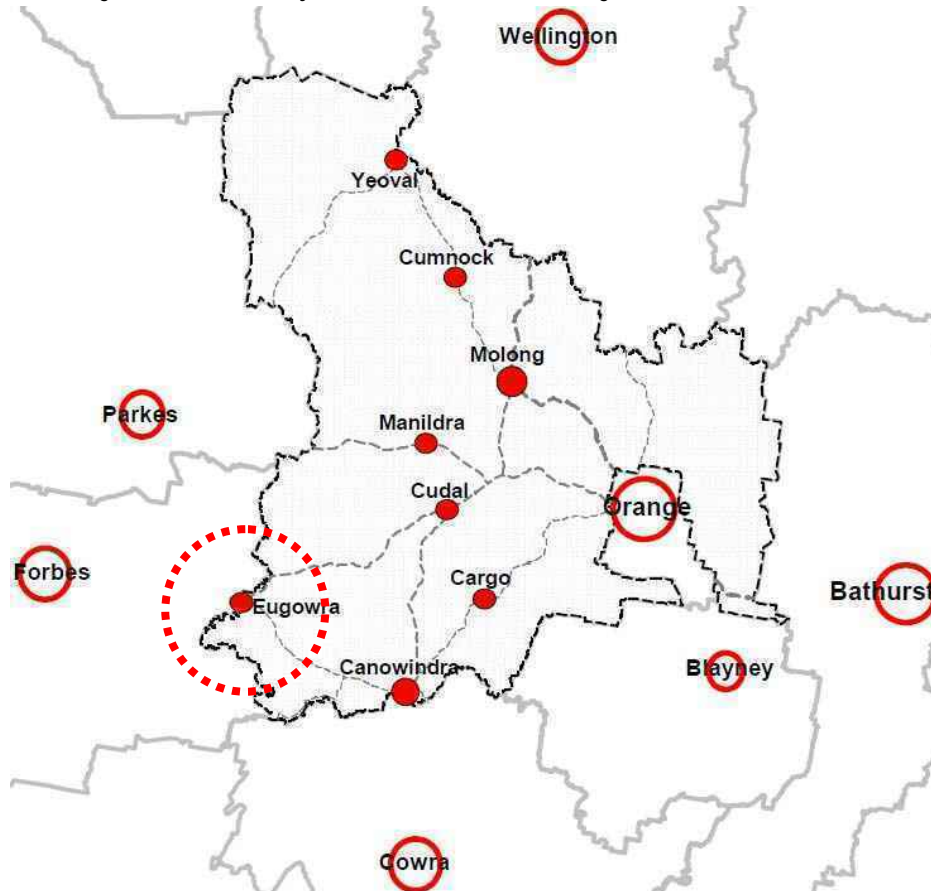 Wellington
Yeoval
Cumnock
Molong
Parkes
Manildra
Cudal
Orange
Forbes
Eugowra
Cargo
Bathurst
Canowindra
Blayney
Cowra